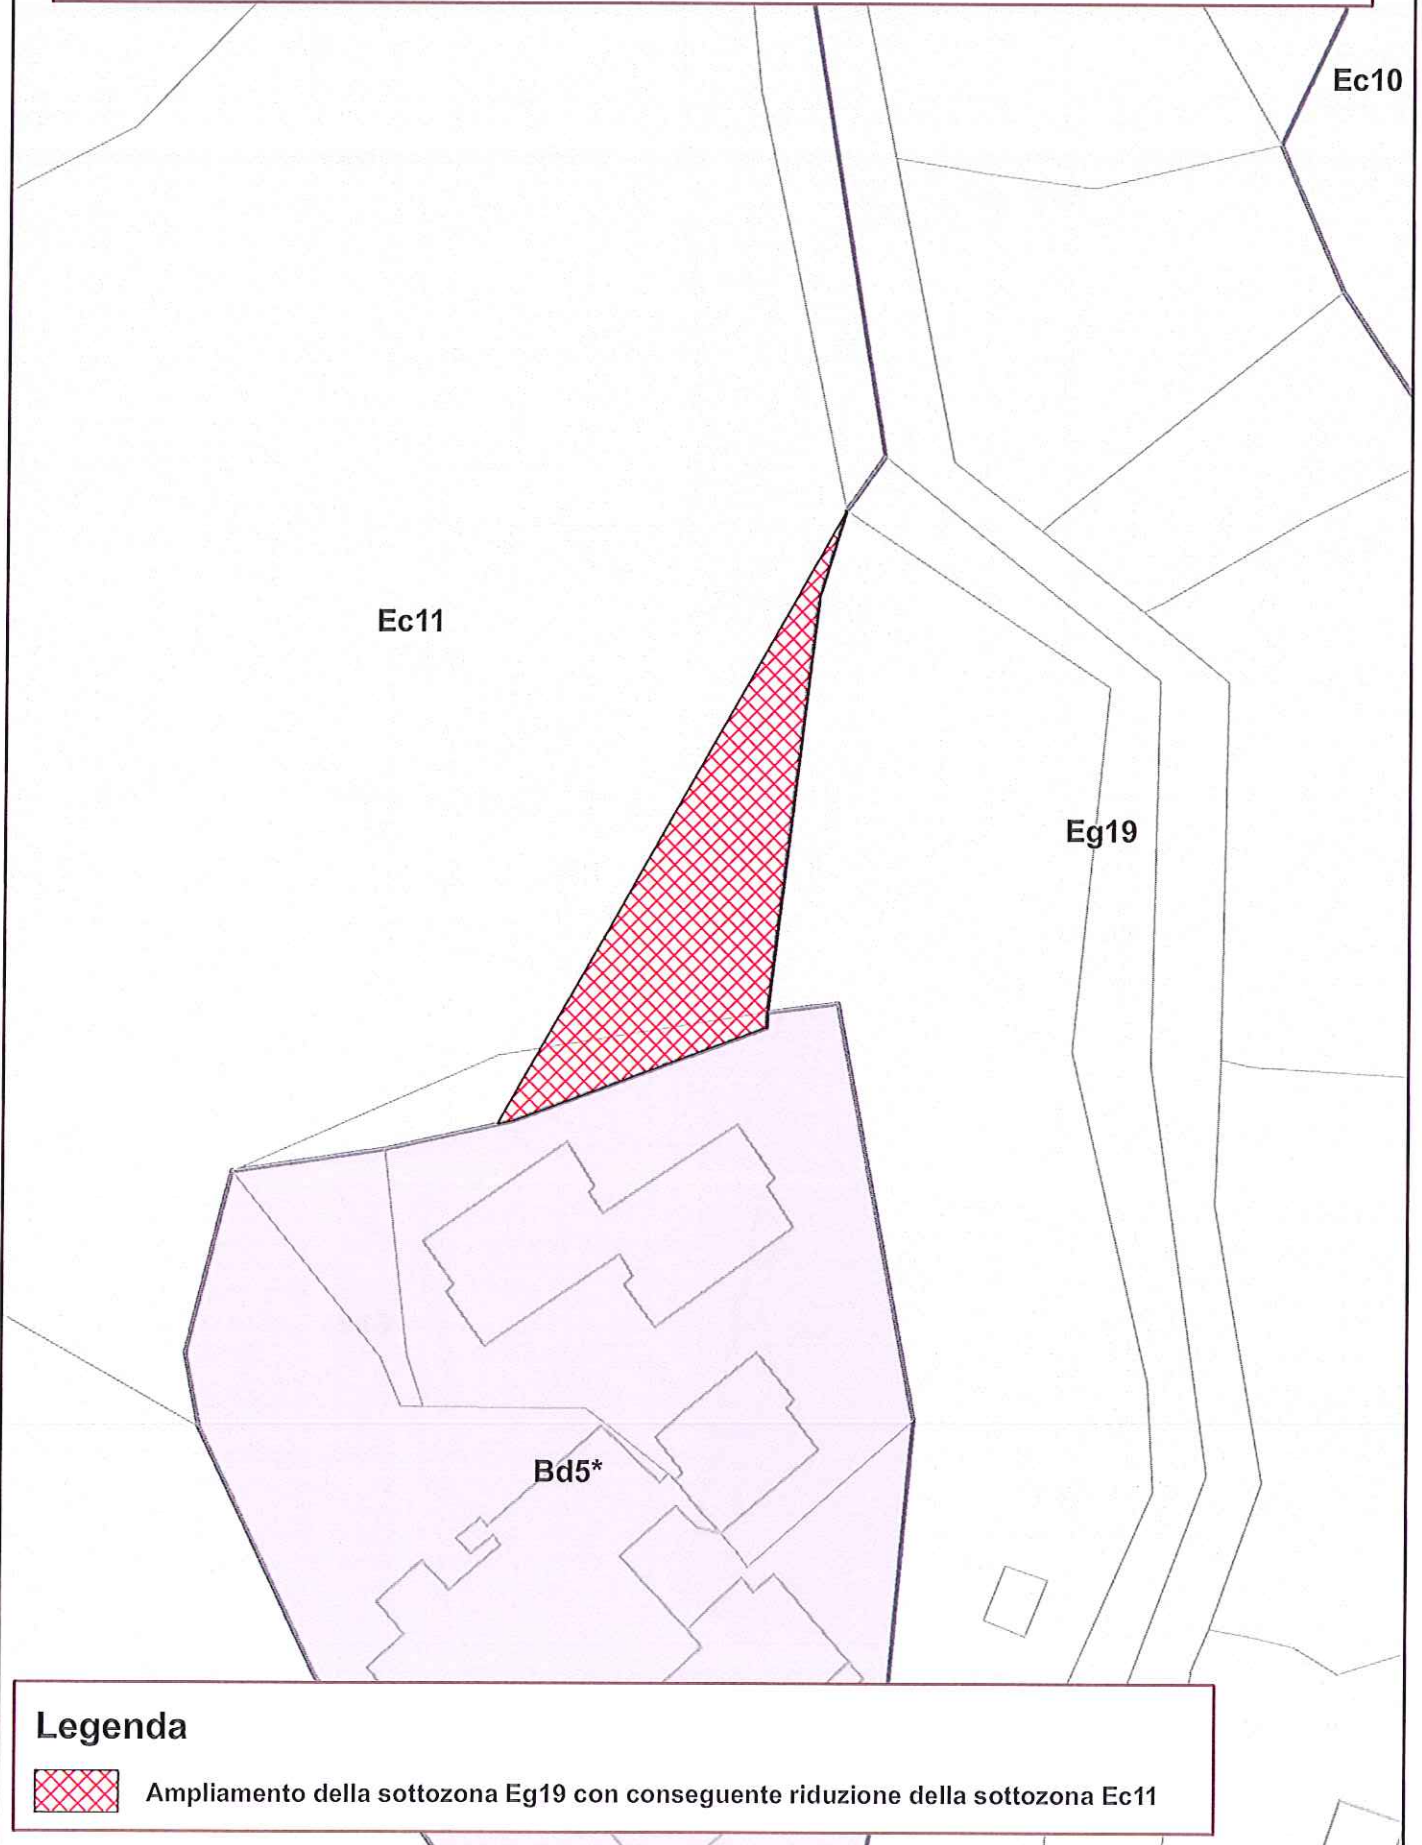 Ec10
Ec11
Eg19
Bd5*
Legenda
Ampliamento della sottozona Eg19 con conseguente riduzione della sottozona Ec11